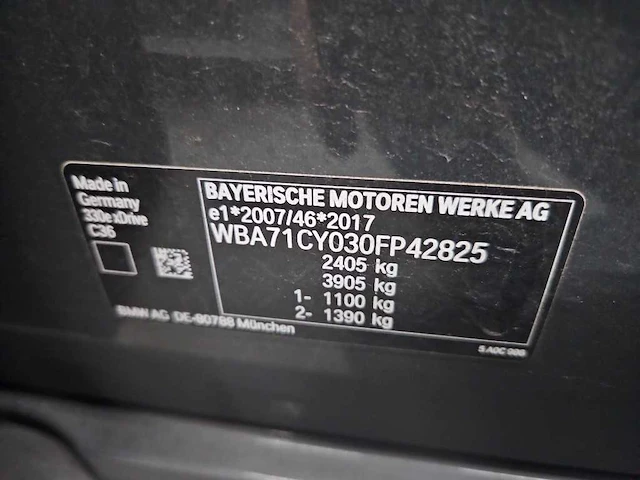 Made in
Germany
330e xDrive
C36
BAYERISCHE MOTOREN WERKE AG
e1*2007/46*2017
WBA71CY030FP42825
2405 kg
3905 kg
1- 1100 kg
2- 1390 kg
BMW AG DE-80788 München